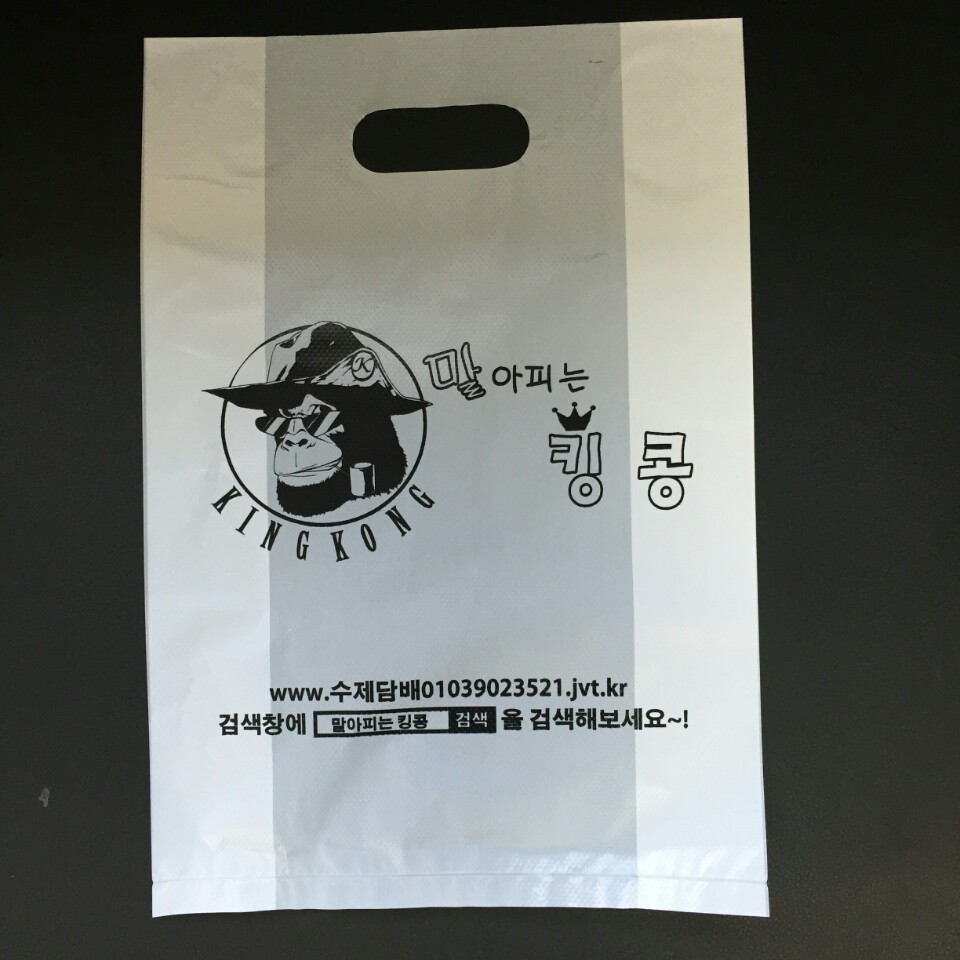 K
말아피는
킹콩
KING KONG
www.수제담배01039023521.jvt.kr
검색창에 말아피는 킹콩 검색 을 검색해보세요~!